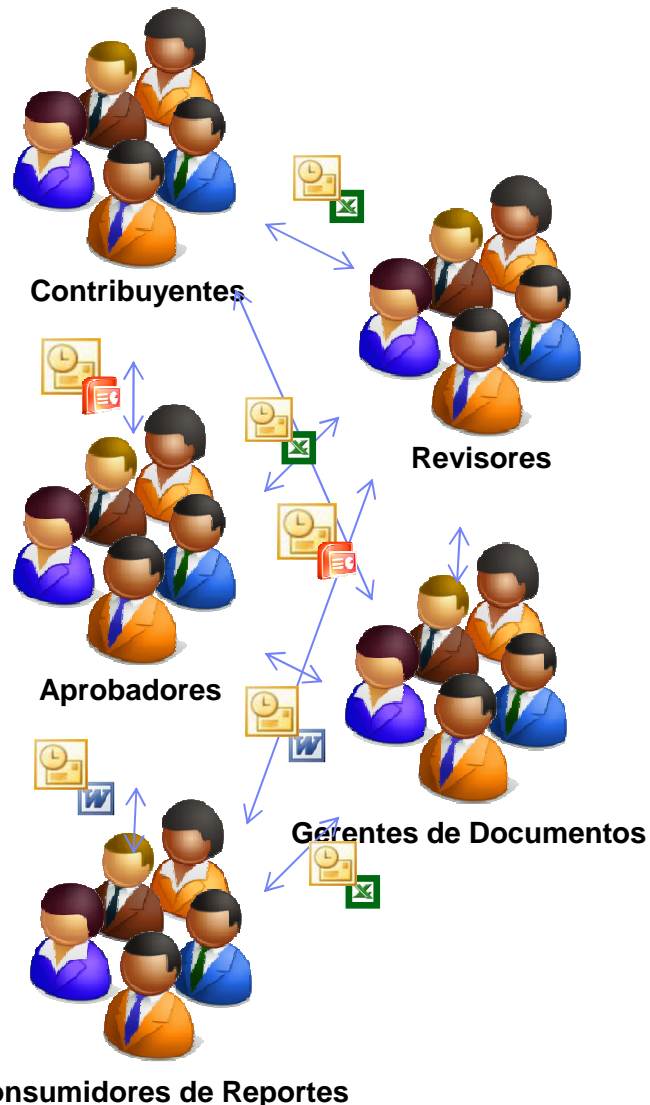 Contribuyentes
Revisores
Aprobadores
Gerentes de Documentos
onsumidores de Reportes